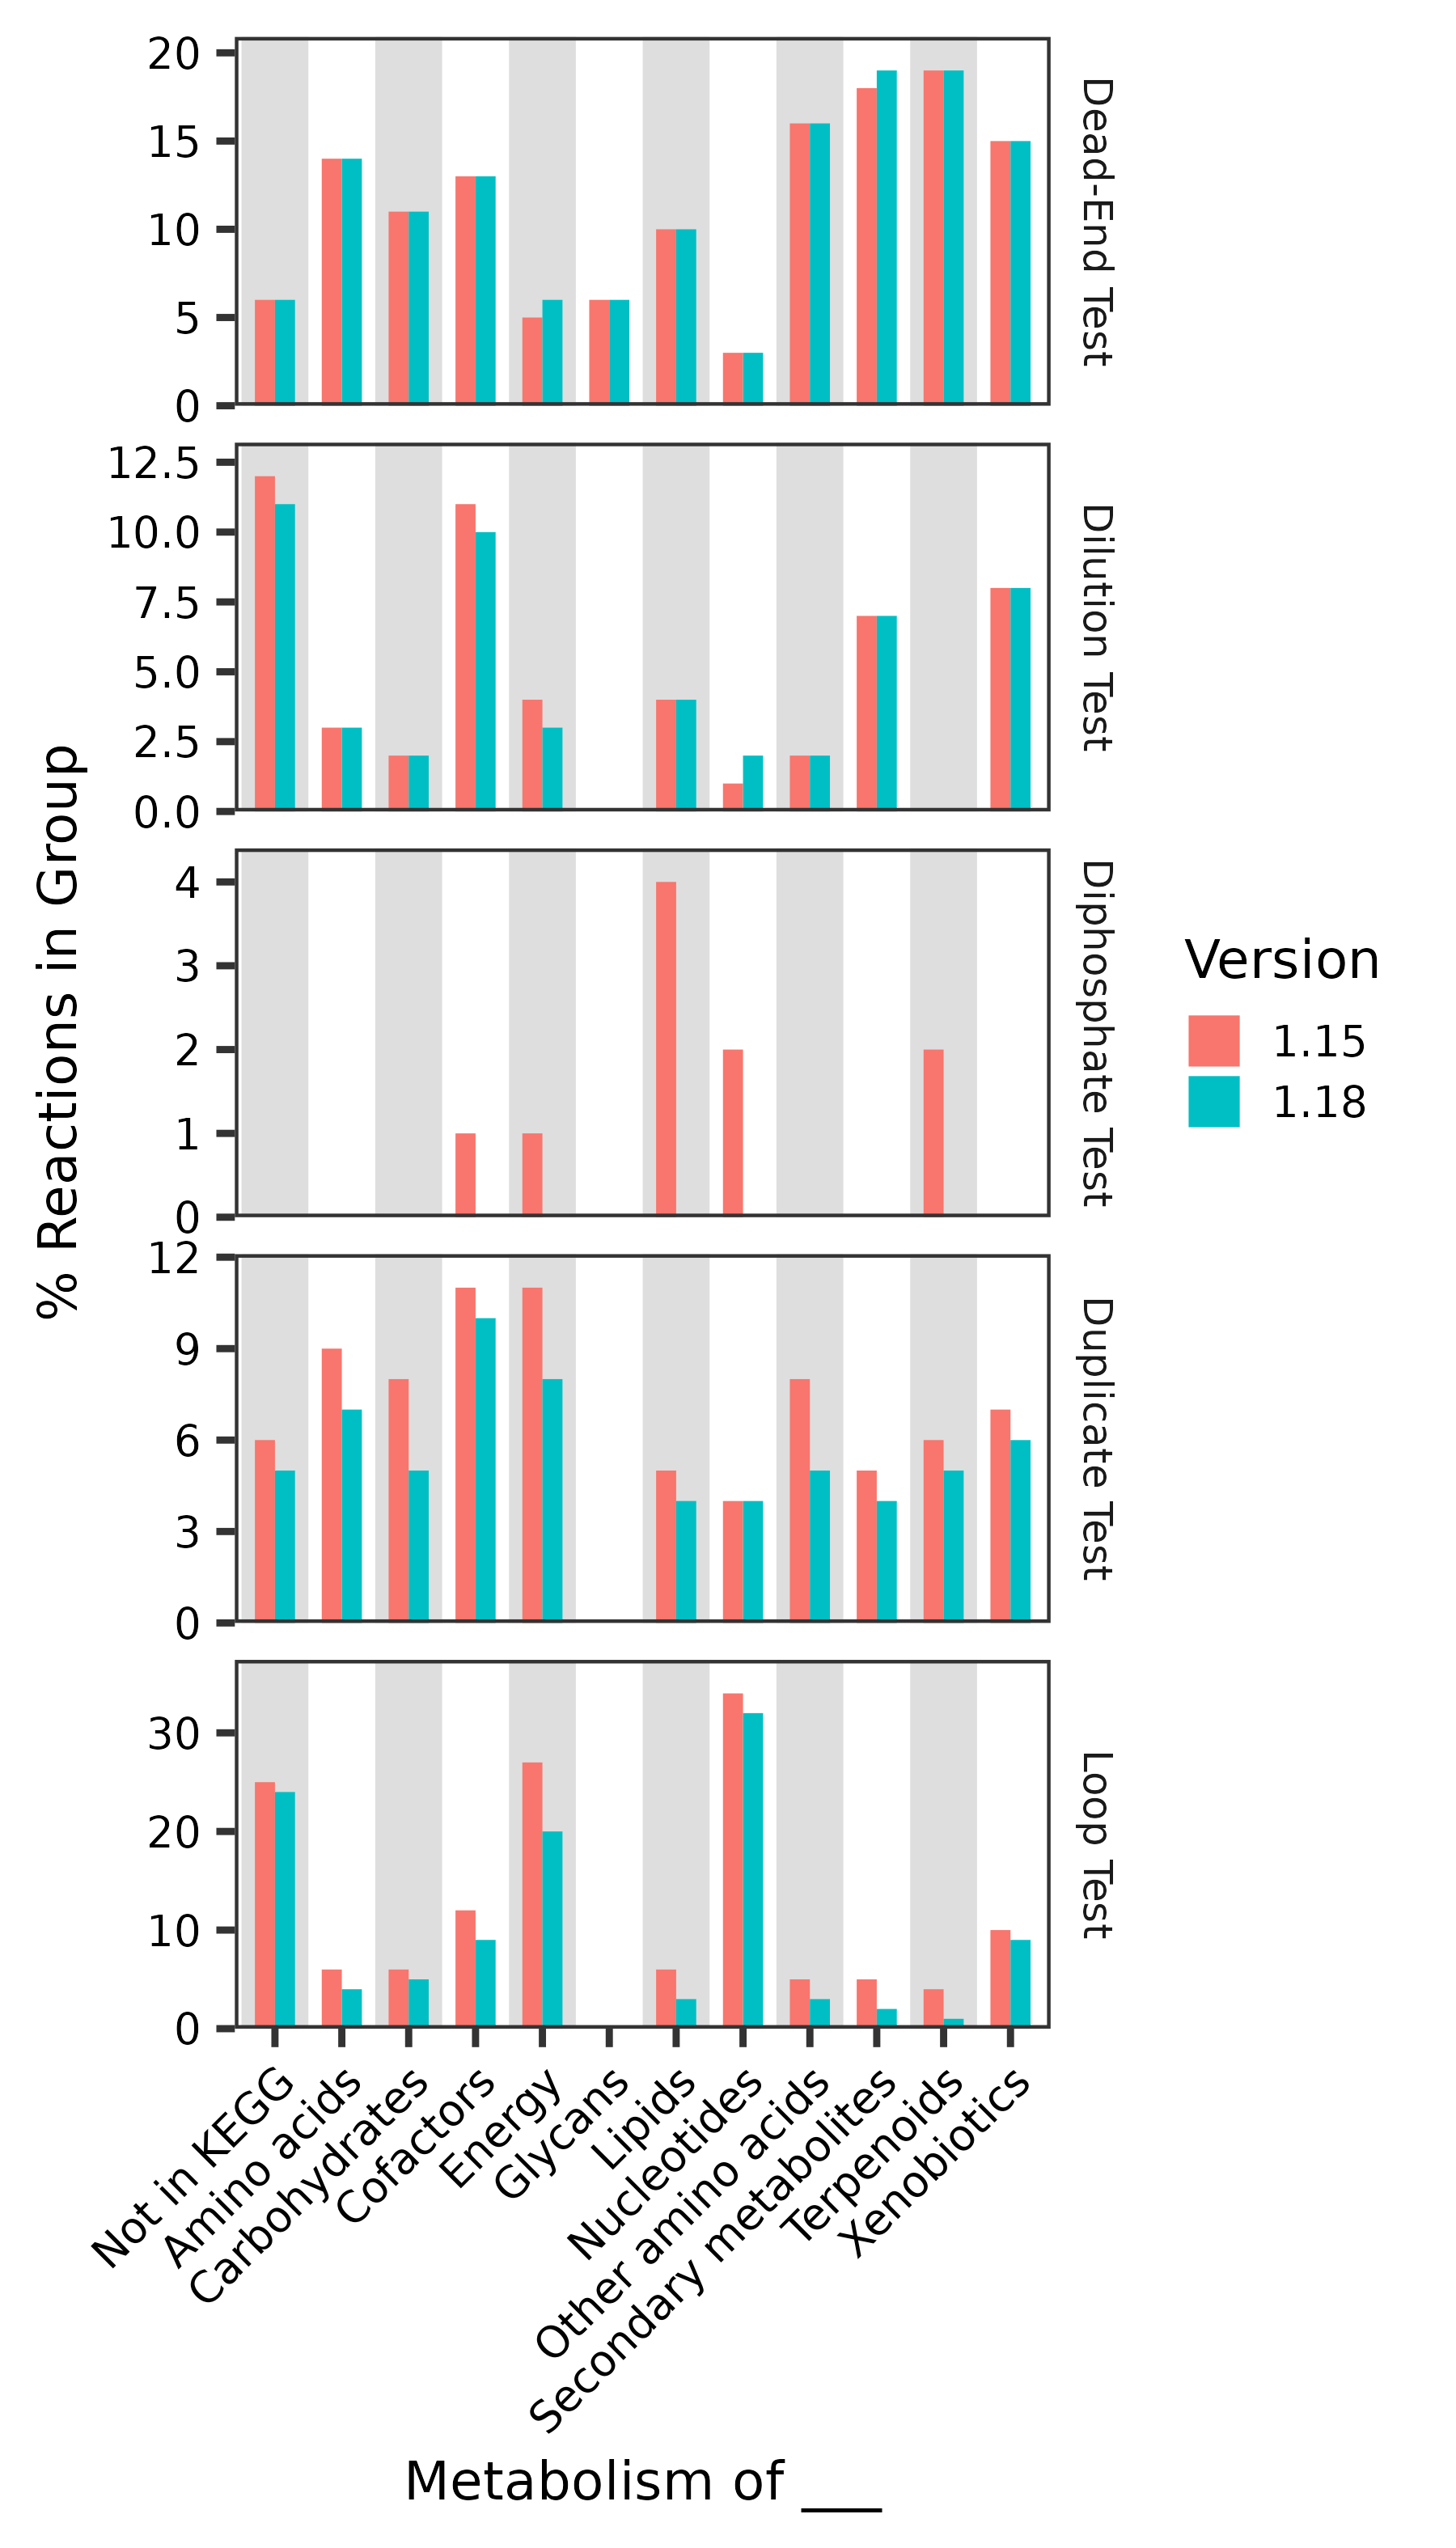 % Reactions in Group
20
15
10
5
0
Dead-End Test
12.5
10.0
7.5
5.0
2.5
0.0
Dilution Test
4
3
2
1
0
Diphosphate Test
12
9
6
3
0
Duplicate Test
30
20
10
0
Loop Test
Not in KEGG
Amino acids
Carbohydrates
Cofactors
Energy
Glycans
Lipids
Nucleotides
Other amino acids
Secondary metabolites
Terpenoids
Xenobiotics
Metabolism of ___
Version
1.15
1.18